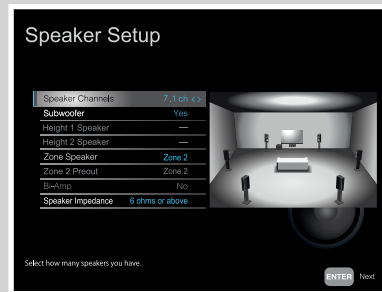 Speaker Setup
Speaker Channels 7.1 ch <>
Subwoofer Yes
Height 1 Speaker —
Height 2 Speaker —
Zone Speaker Zone 2
Zone 2 Preout Zone 2
Bi-Amp No
Speaker Impedance 6 ohms or above
Select how many speakers you have.
ENTER Next